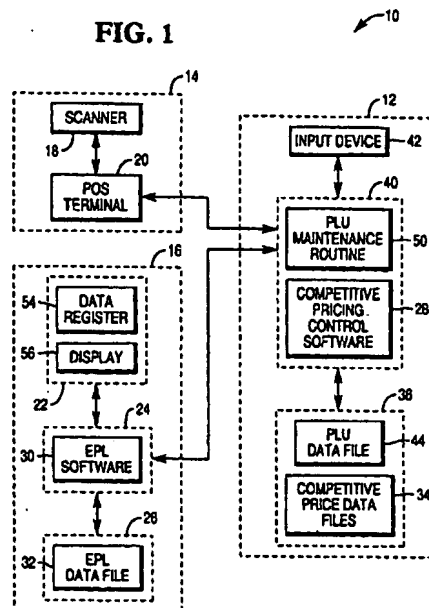 FIG. 1
10
14
SCANNER
18
20
POS
TERMINAL
12
INPUT DEVICE
42
40
PLU
MAINTENANCE
ROUTINE
50
COMPETITIVE
PRICING
CONTROL
SOFTWARE
28
16
54
DATA
REGISTER
56
DISPLAY
22
24
30
EPL
SOFTWARE
26
32
EPL
DATA FILE
38
PLU
DATA FILE
44
COMPETITIVE
PRICE DATA
FILES
34